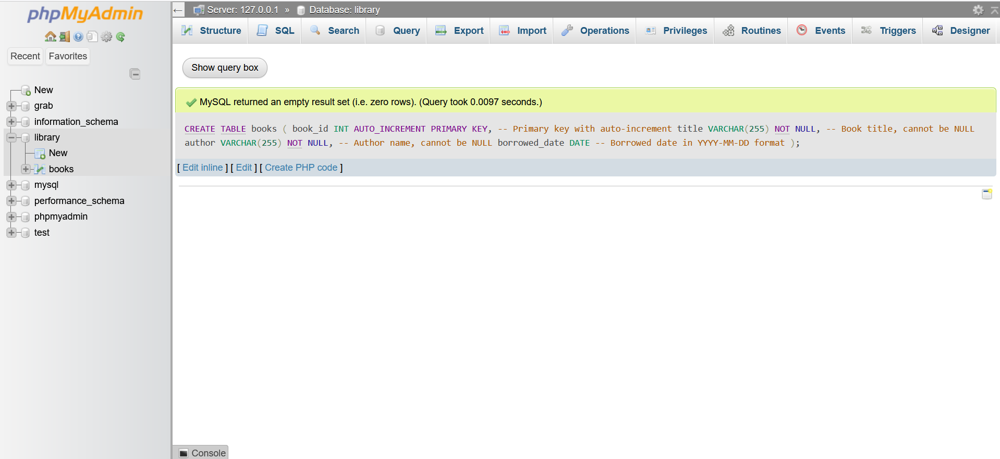 phpMyAdmin
Recent Favorites
New
grab
information_schema
library
New
books
mysql
performance_schema
phpmyadmin
test
← Server: 127.0.0.1 » Database: library
Structure SQL Search Query Export Import Operations Privileges Routines Events Triggers Designer
Show query box
MySQL returned an empty result set (i.e. zero rows). (Query took 0.0097 seconds.)
CREATE TABLE books ( book_id INT AUTO_INCREMENT PRIMARY KEY, -- Primary key with auto-increment title VARCHAR(255) NOT NULL, -- Book title, cannot be NULL
author VARCHAR(255) NOT NULL, -- Author name, cannot be NULL borrowed_date DATE -- Borrowed date in YYYY-MM-DD format );
[ Edit inline ] [ Edit ] [ Create PHP code ]
Console